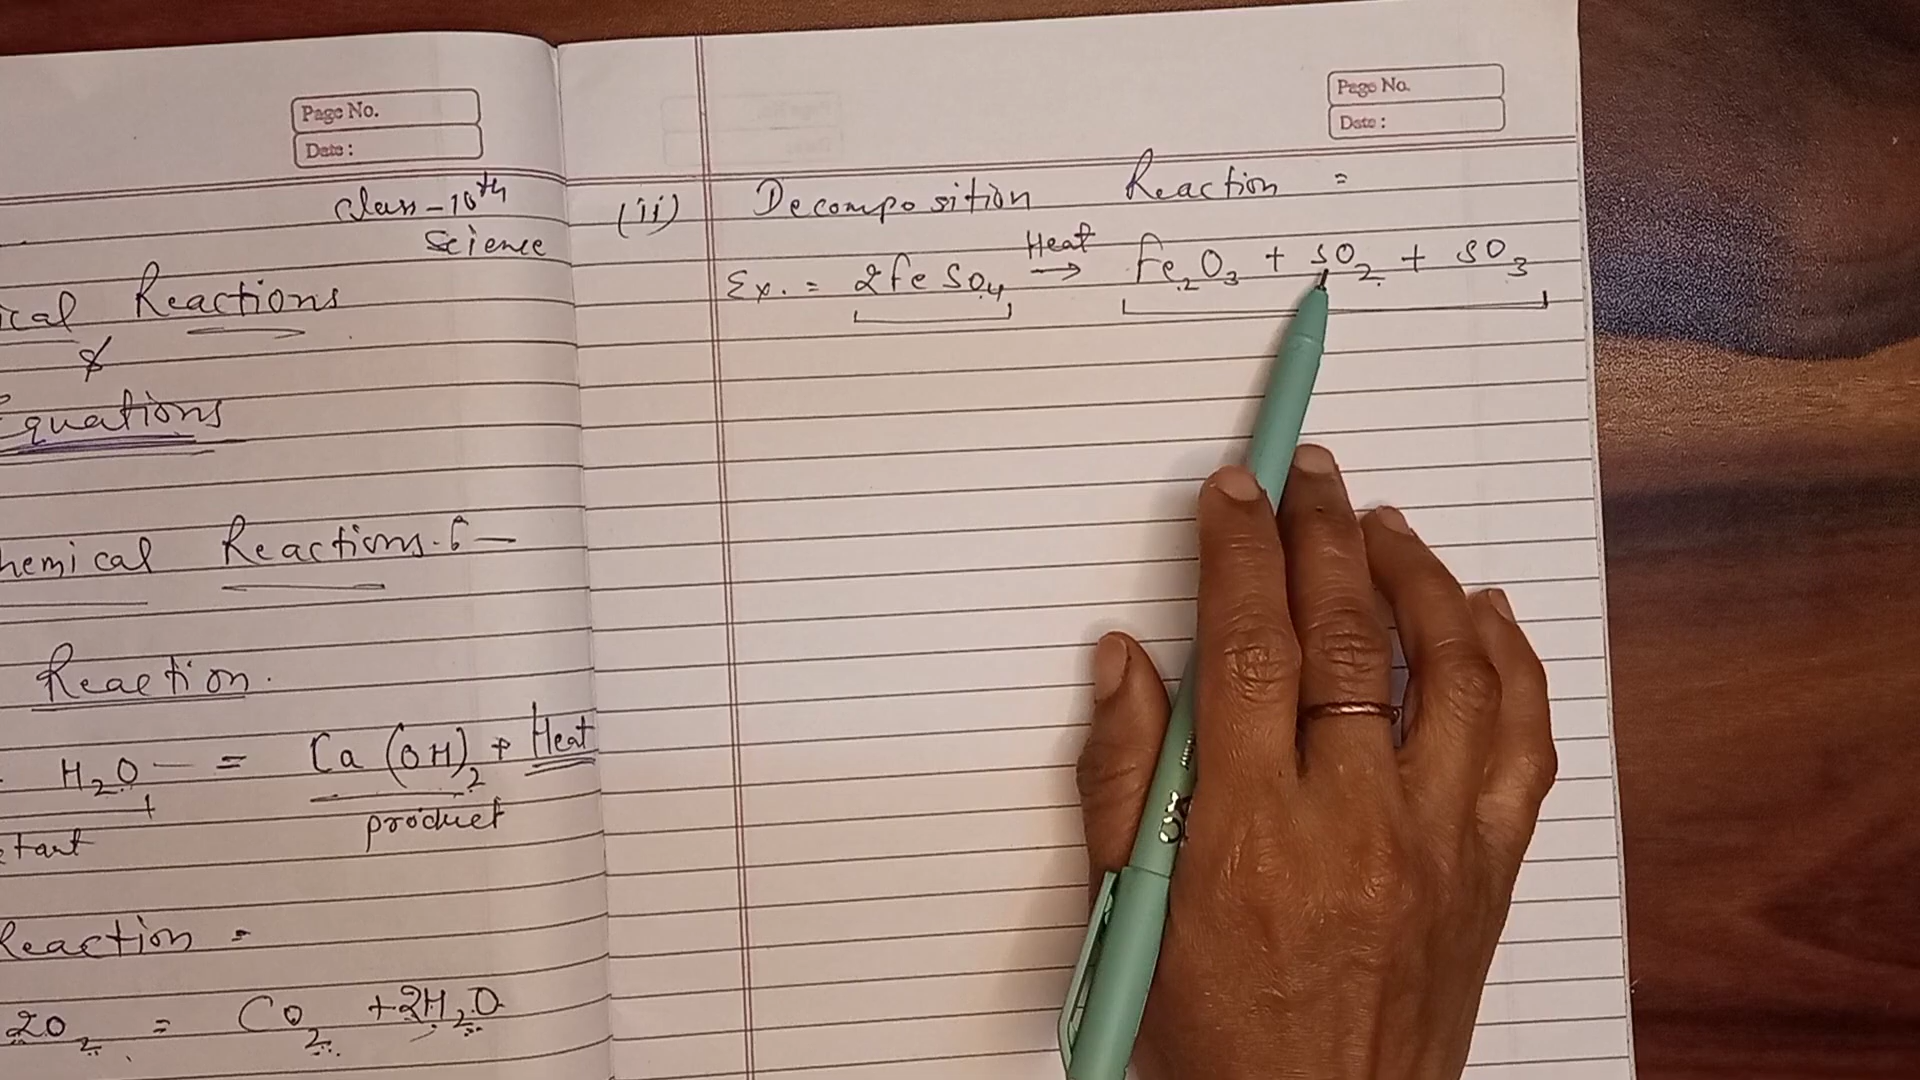 Page No.
Date :
Class - 10th
Science
ical Reactions
&
Equations
hemical Reactions :-
Reaction.
H2O — = Ca(OH)2 + Heat
tant product
Reaction =
2O2 = CO2 + 2H2O
Page No.
Date :
(ii) Decomposition Reaction =
Heat
Ex. = 2FeSO4 → Fe2O3 + SO2 + SO3